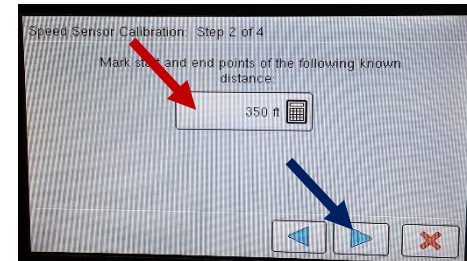 Speed Sensor Calibration: Step 2 of 4
Mark start and end points of the following known
distance:
350 ft